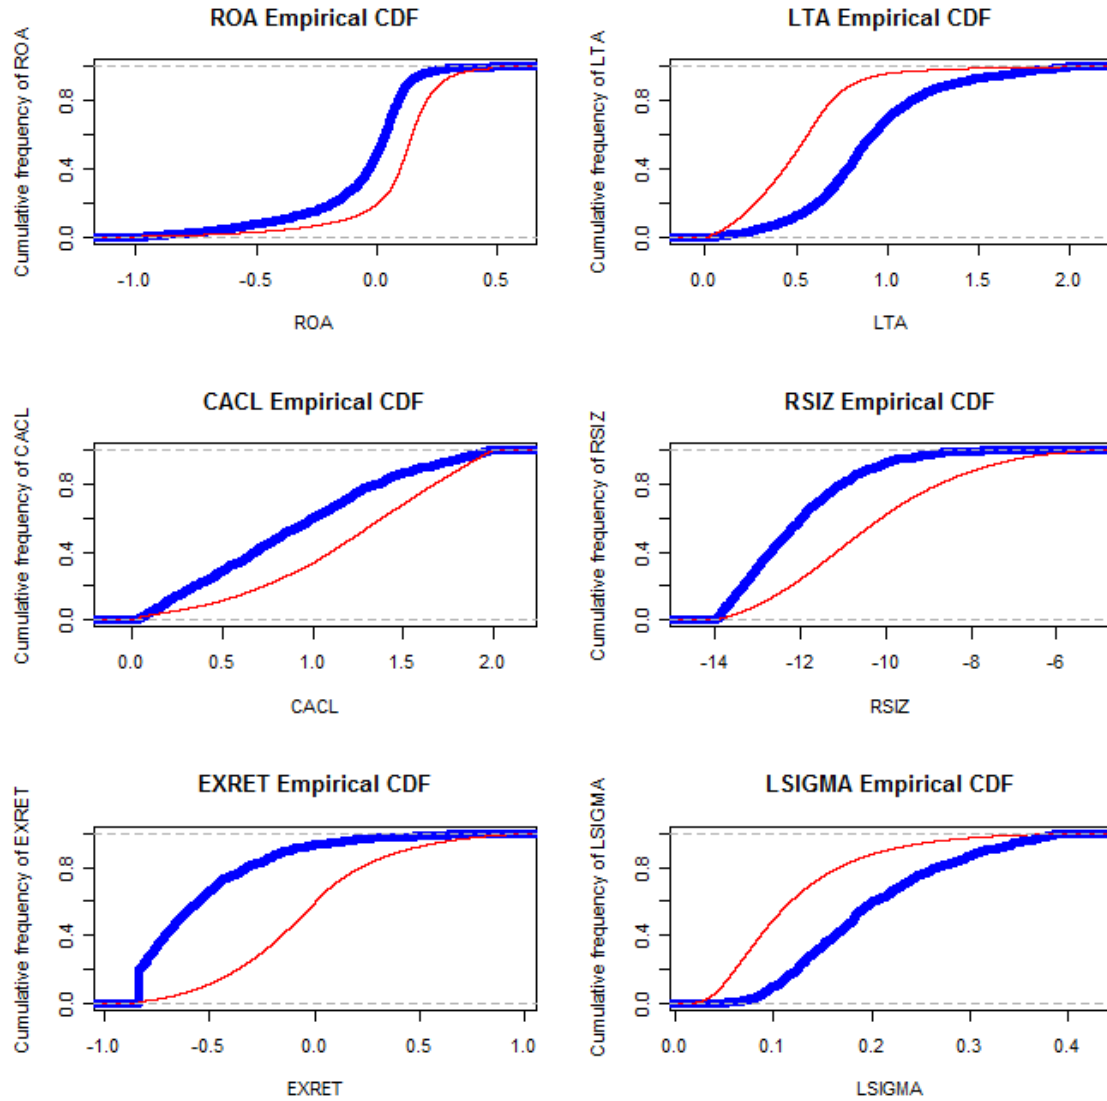 ROA Empirical CDF
Cumulative frequency of ROA
0.0 0.4 0.8
-1.0 -0.5 0.0 0.5
ROA
LTA Empirical CDF
Cumulative frequency of LTA
0.0 0.4 0.8
0.0 0.5 1.0 1.5 2.0
LTA
CACL Empirical CDF
Cumulative frequency of CACL
0.0 0.4 0.8
0.0 0.5 1.0 1.5 2.0
CACL
RSIZ Empirical CDF
Cumulative frequency of RSIZ
0.0 0.4 0.8
-14 -12 -10 -8 -6
RSIZ
EXRET Empirical CDF
Cumulative frequency of EXRET
0.0 0.4 0.8
-1.0 -0.5 0.0 0.5 1.0
EXRET
LSIGMA Empirical CDF
Cumulative frequency of LSIGMA
0.0 0.4 0.8
0.0 0.1 0.2 0.3 0.4
LSIGMA